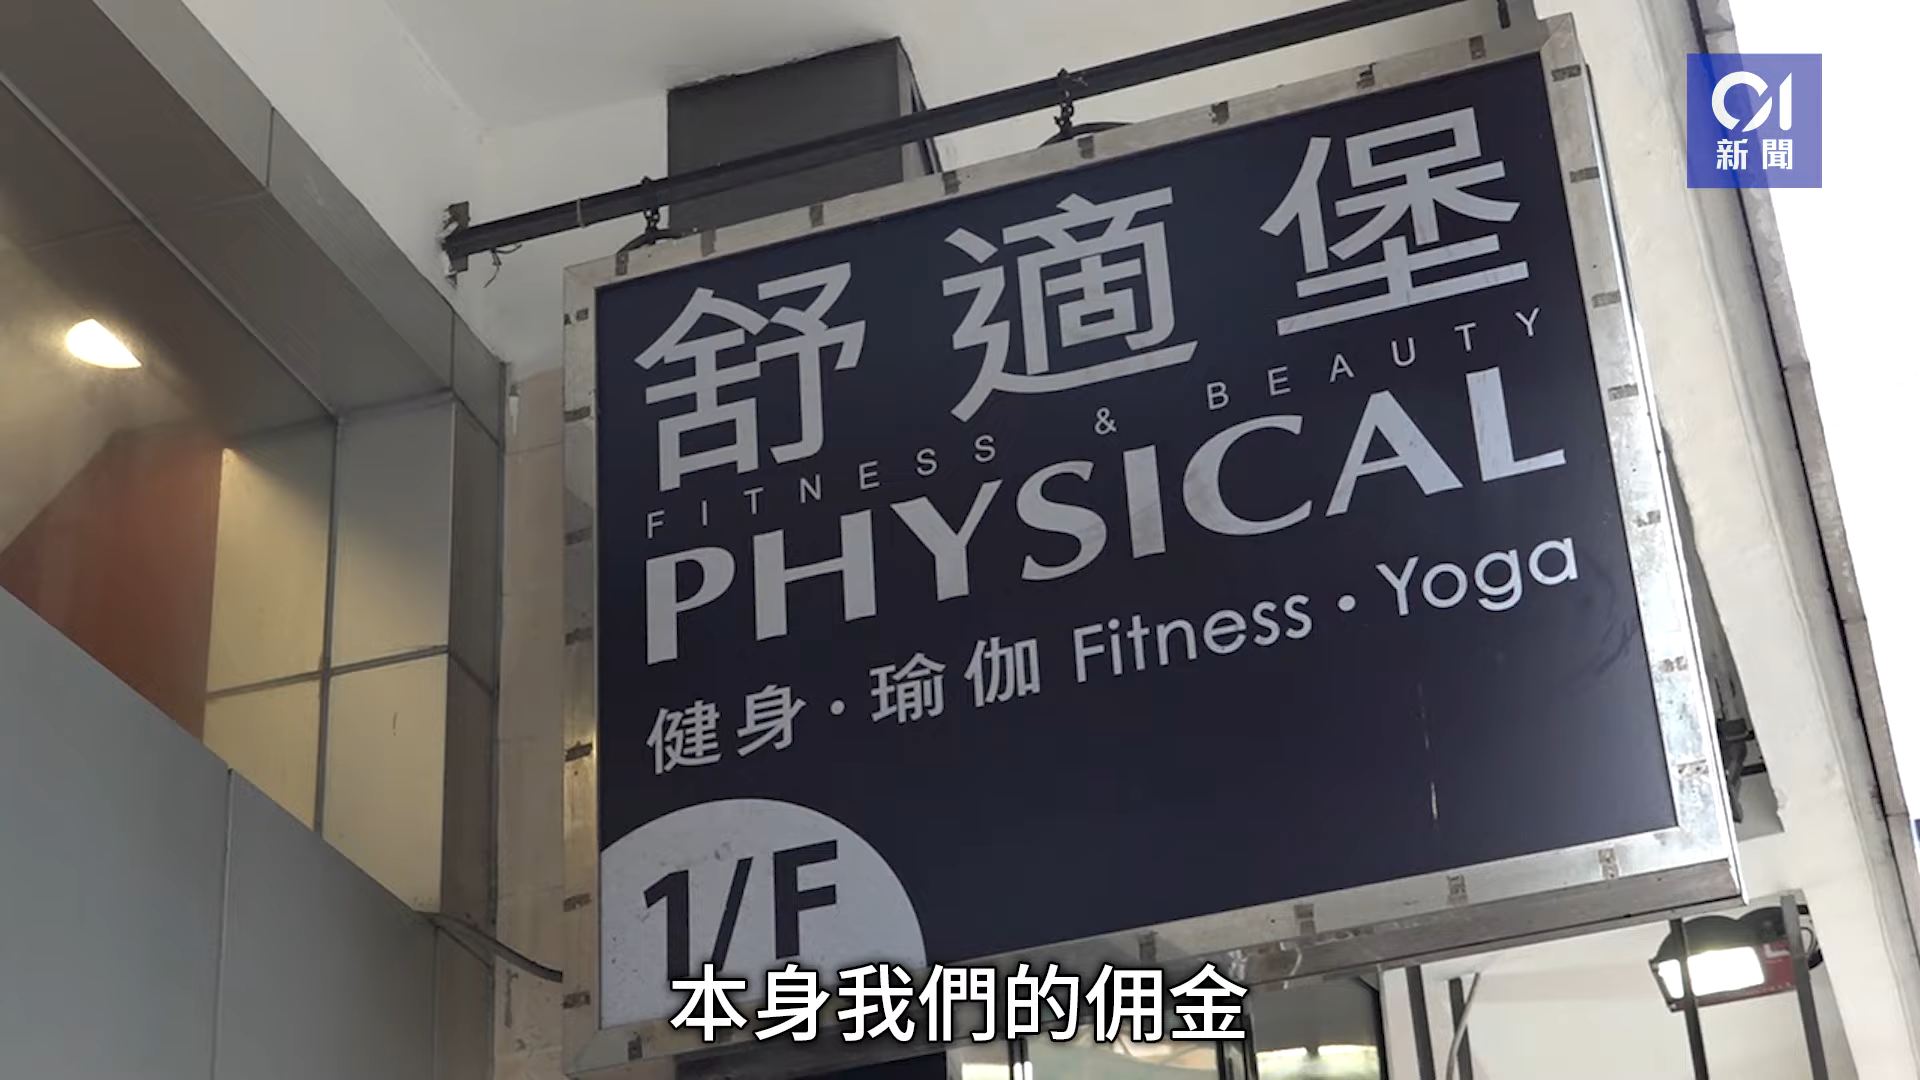 01
新聞
舒適堡
FITNESS & BEAUTY
PHYSICAL
健身・瑜伽 Fitness・Yoga
1/F
本身我們的佣金